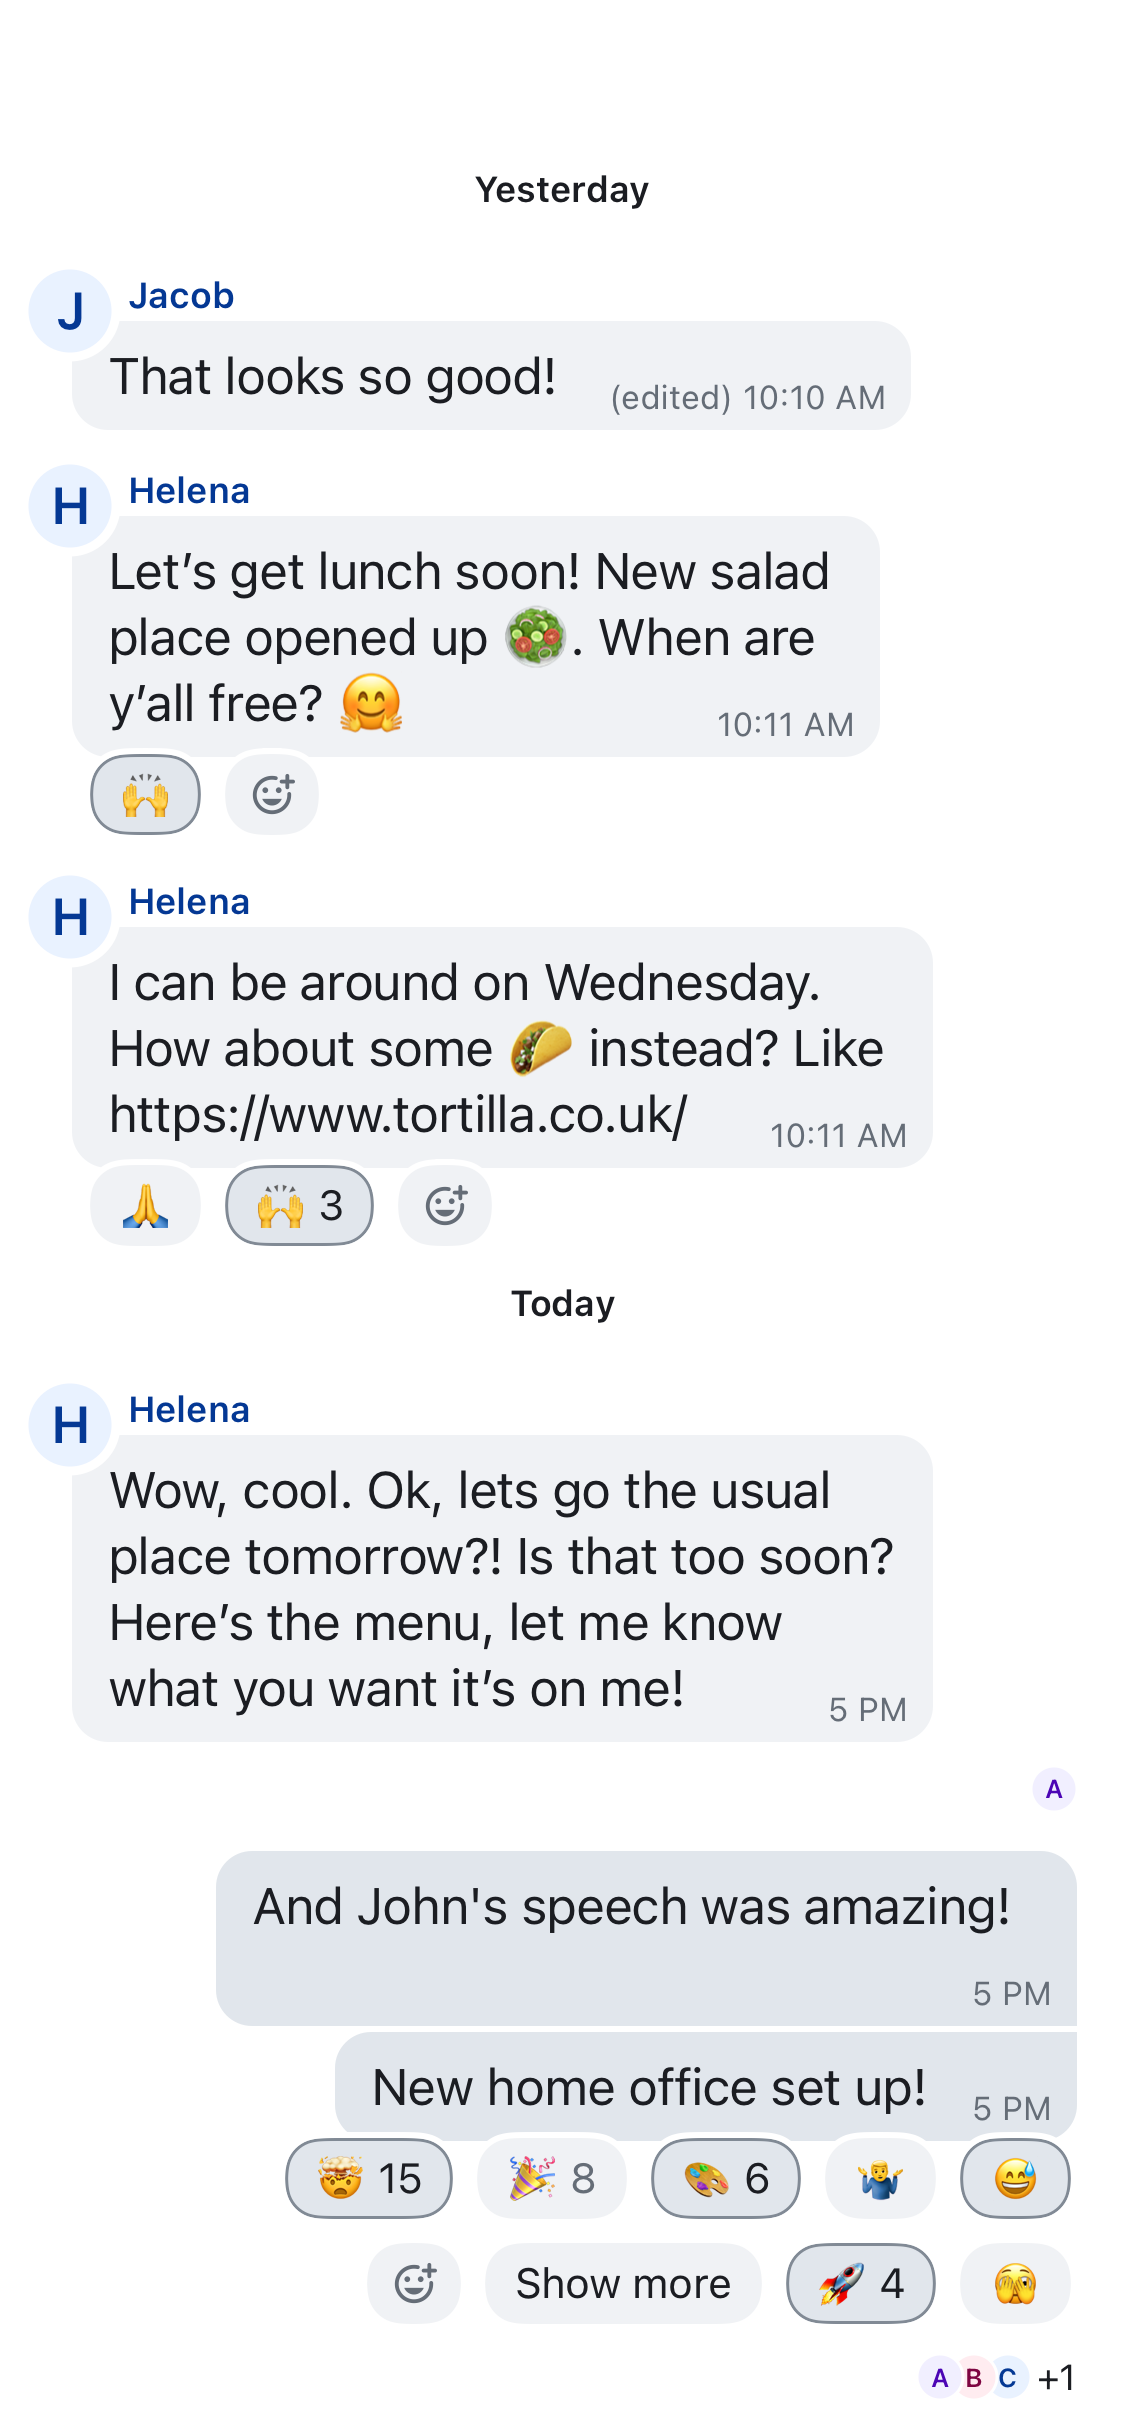 Yesterday
J
Jacob
That looks so good!
(edited) 10:10 AM
H
Helena
Let’s get lunch soon! New salad
place opened up 🥗. When are
y’all free? 🤗
10:11 AM
🙌
H
Helena
I can be around on Wednesday.
How about some 🌮 instead? Like
https://www.tortilla.co.uk/
10:11 AM
🙏 🙌 3
Today
H
Helena
Wow, cool. Ok, lets go the usual
place tomorrow?! Is that too soon?
Here’s the menu, let me know
what you want it’s on me!
5 PM
A
And John's speech was amazing!
5 PM
New home office set up!
5 PM
🤯 15 🎉 8 🎨 6 🤷‍♂️ 😅
Show more 🚀 4 🫣
A B C +1